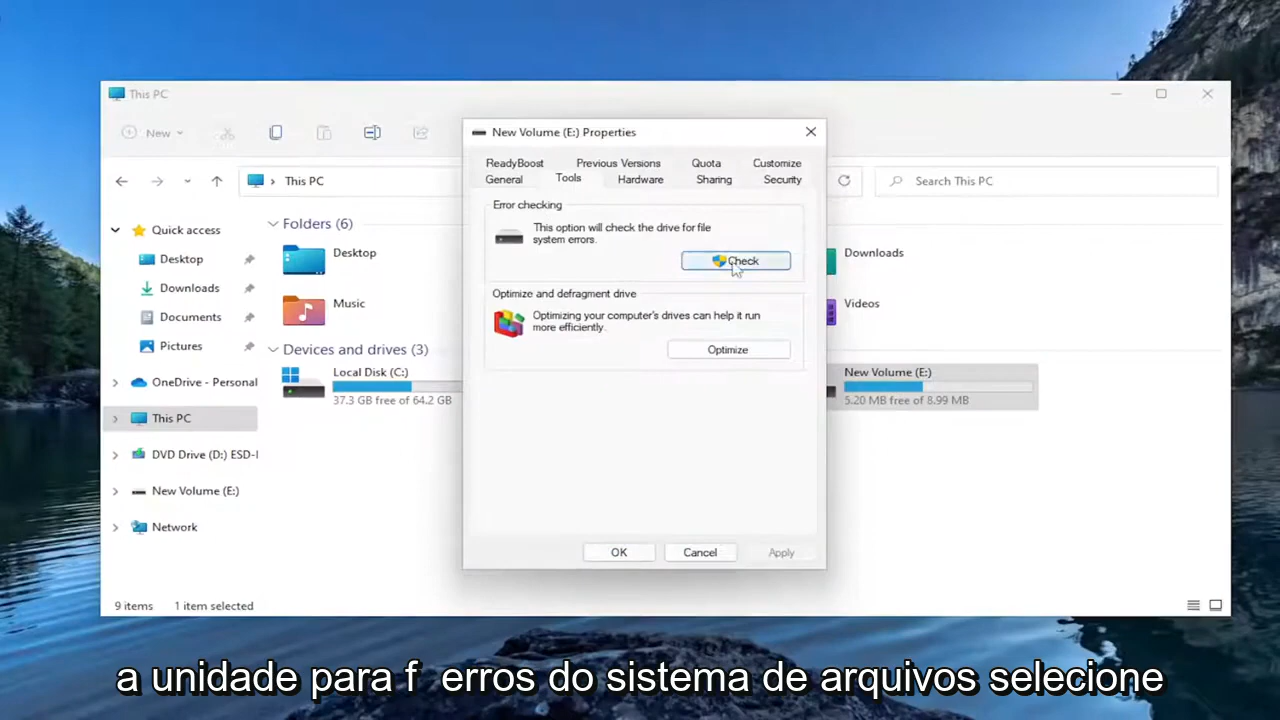 This PC
New
This PC
Search This PC
Quick access
Desktop
Downloads
Documents
Pictures
OneDrive - Personal
This PC
DVD Drive (D:) ESD-I
New Volume (E:)
Network
Folders (6)
Desktop
Music
Downloads
Videos
Devices and drives (3)
Local Disk (C:)
37.3 GB free of 64.2 GB
New Volume (E:)
5.20 MB free of 8.99 MB
9 items 1 item selected
New Volume (E:) Properties
ReadyBoost Previous Versions Quota Customize
General Tools Hardware Sharing Security
Error checking
This option will check the drive for file
system errors.
Check
Optimize and defragment drive
Optimizing your computer's drives can help it run
more efficiently.
Optimize
OK Cancel Apply
a unidade para f erros do sistema de arquivos selecione